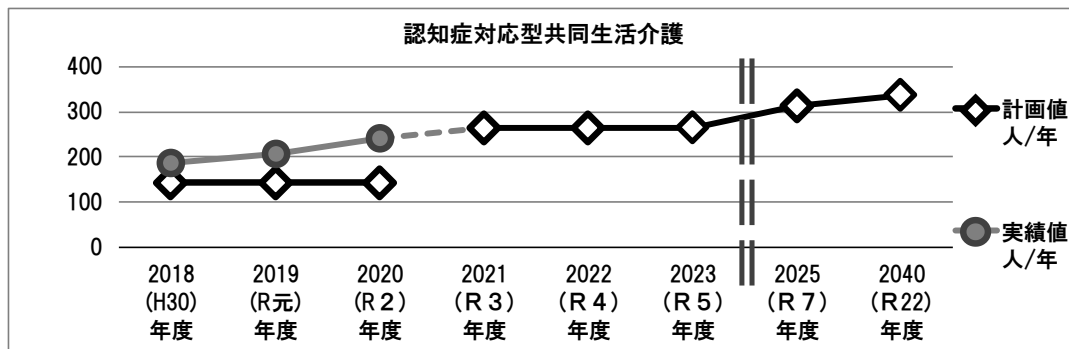 認知症対応型共同生活介護
400
300
200
100
0
2018
(H30)
年度
2019
(R元)
年度
2020
(R２)
年度
2021
(Ｒ３)
年度
2022
(Ｒ４)
年度
2023
(Ｒ５)
年度
2025
(Ｒ７)
年度
2040
(Ｒ22)
年度
計画値
人/年
実績値
人/年